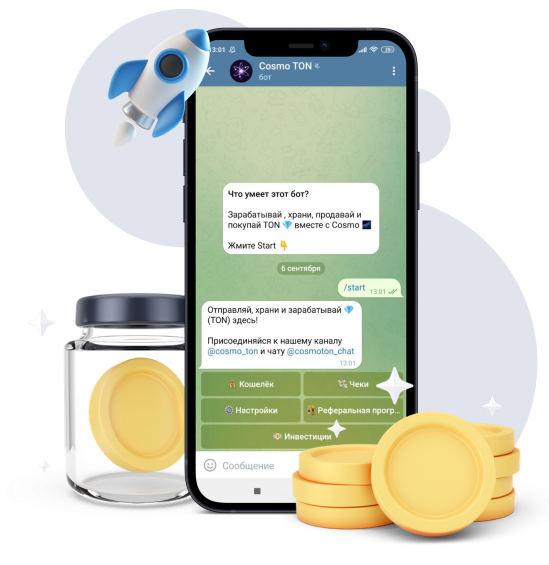 13:01
Cosmo TON
бот
Что умеет этот бот?
Зарабатывай , храни, продавай и
покупай TON 💎 вместе с Cosmo 🌌
Жмите Start 👇
6 сентября
/start 13:01
Отправляй, храни и зарабатывай 💎
(TON) здесь!
Присоединяйся к нашему каналу
@cosmo_ton и чату @cosmoton_chat
13:01
Кошелёк
Чеки
Настройки
Реферальная прогр...
Инвестиции
Сообщение